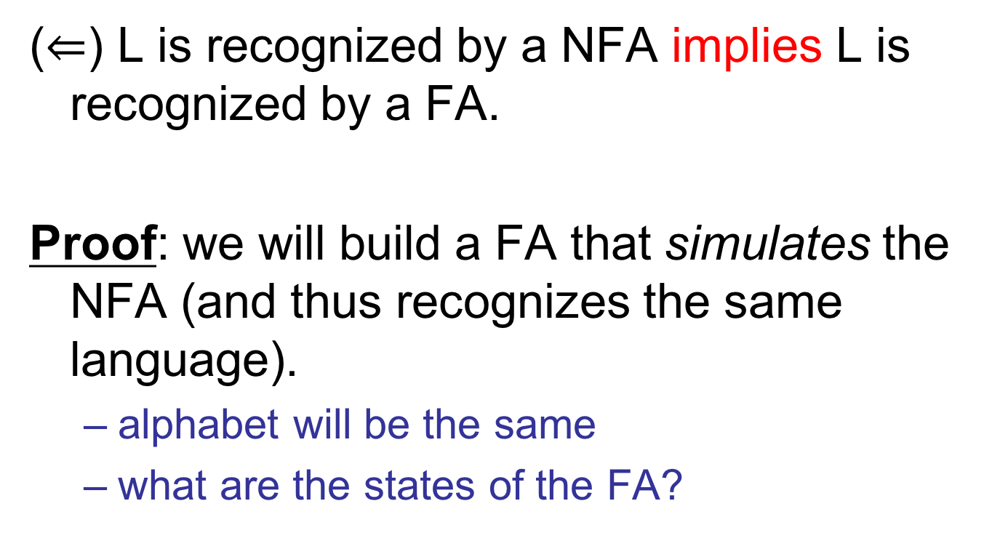 (⇐) L is recognized by a NFA implies L is
recognized by a FA.
Proof: we will build a FA that simulates the
NFA (and thus recognizes the same
language).
– alphabet will be the same
– what are the states of the FA?